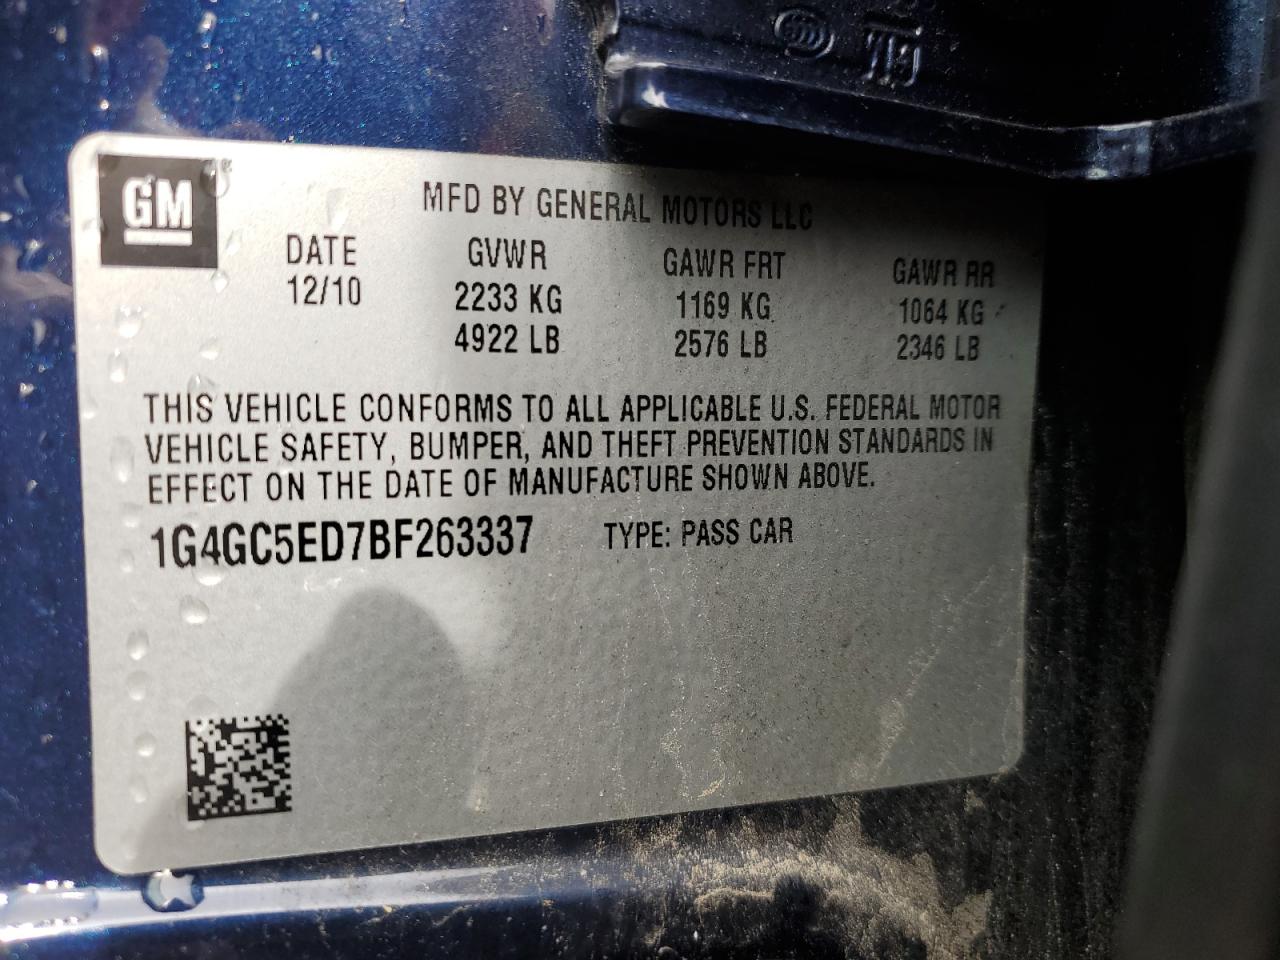 GM
MFD BY GENERAL MOTORS LLC
DATE GVWR GAWR FRT GAWR RR
12/10 2233 KG 1169 KG 1064 KG
4922 LB 2576 LB 2346 LB
THIS VEHICLE CONFORMS TO ALL APPLICABLE U.S. FEDERAL MOTOR
VEHICLE SAFETY, BUMPER, AND THEFT PREVENTION STANDARDS IN
EFFECT ON THE DATE OF MANUFACTURE SHOWN ABOVE.
1G4GC5ED7BF263337 TYPE: PASS CAR